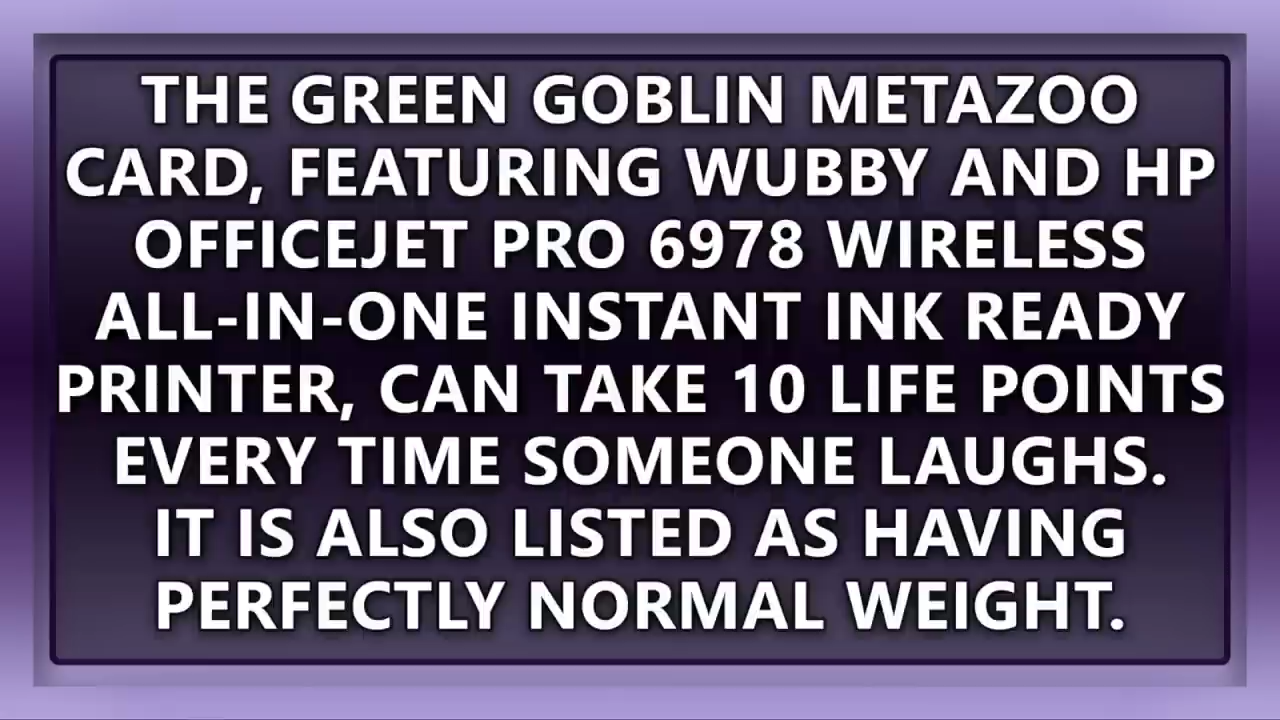 THE GREEN GOBLIN METAZOO
CARD, FEATURING WUBBY AND HP
OFFICEJET PRO 6978 WIRELESS
ALL-IN-ONE INSTANT INK READY
PRINTER, CAN TAKE 10 LIFE POINTS
EVERY TIME SOMEONE LAUGHS.
IT IS ALSO LISTED AS HAVING
PERFECTLY NORMAL WEIGHT.